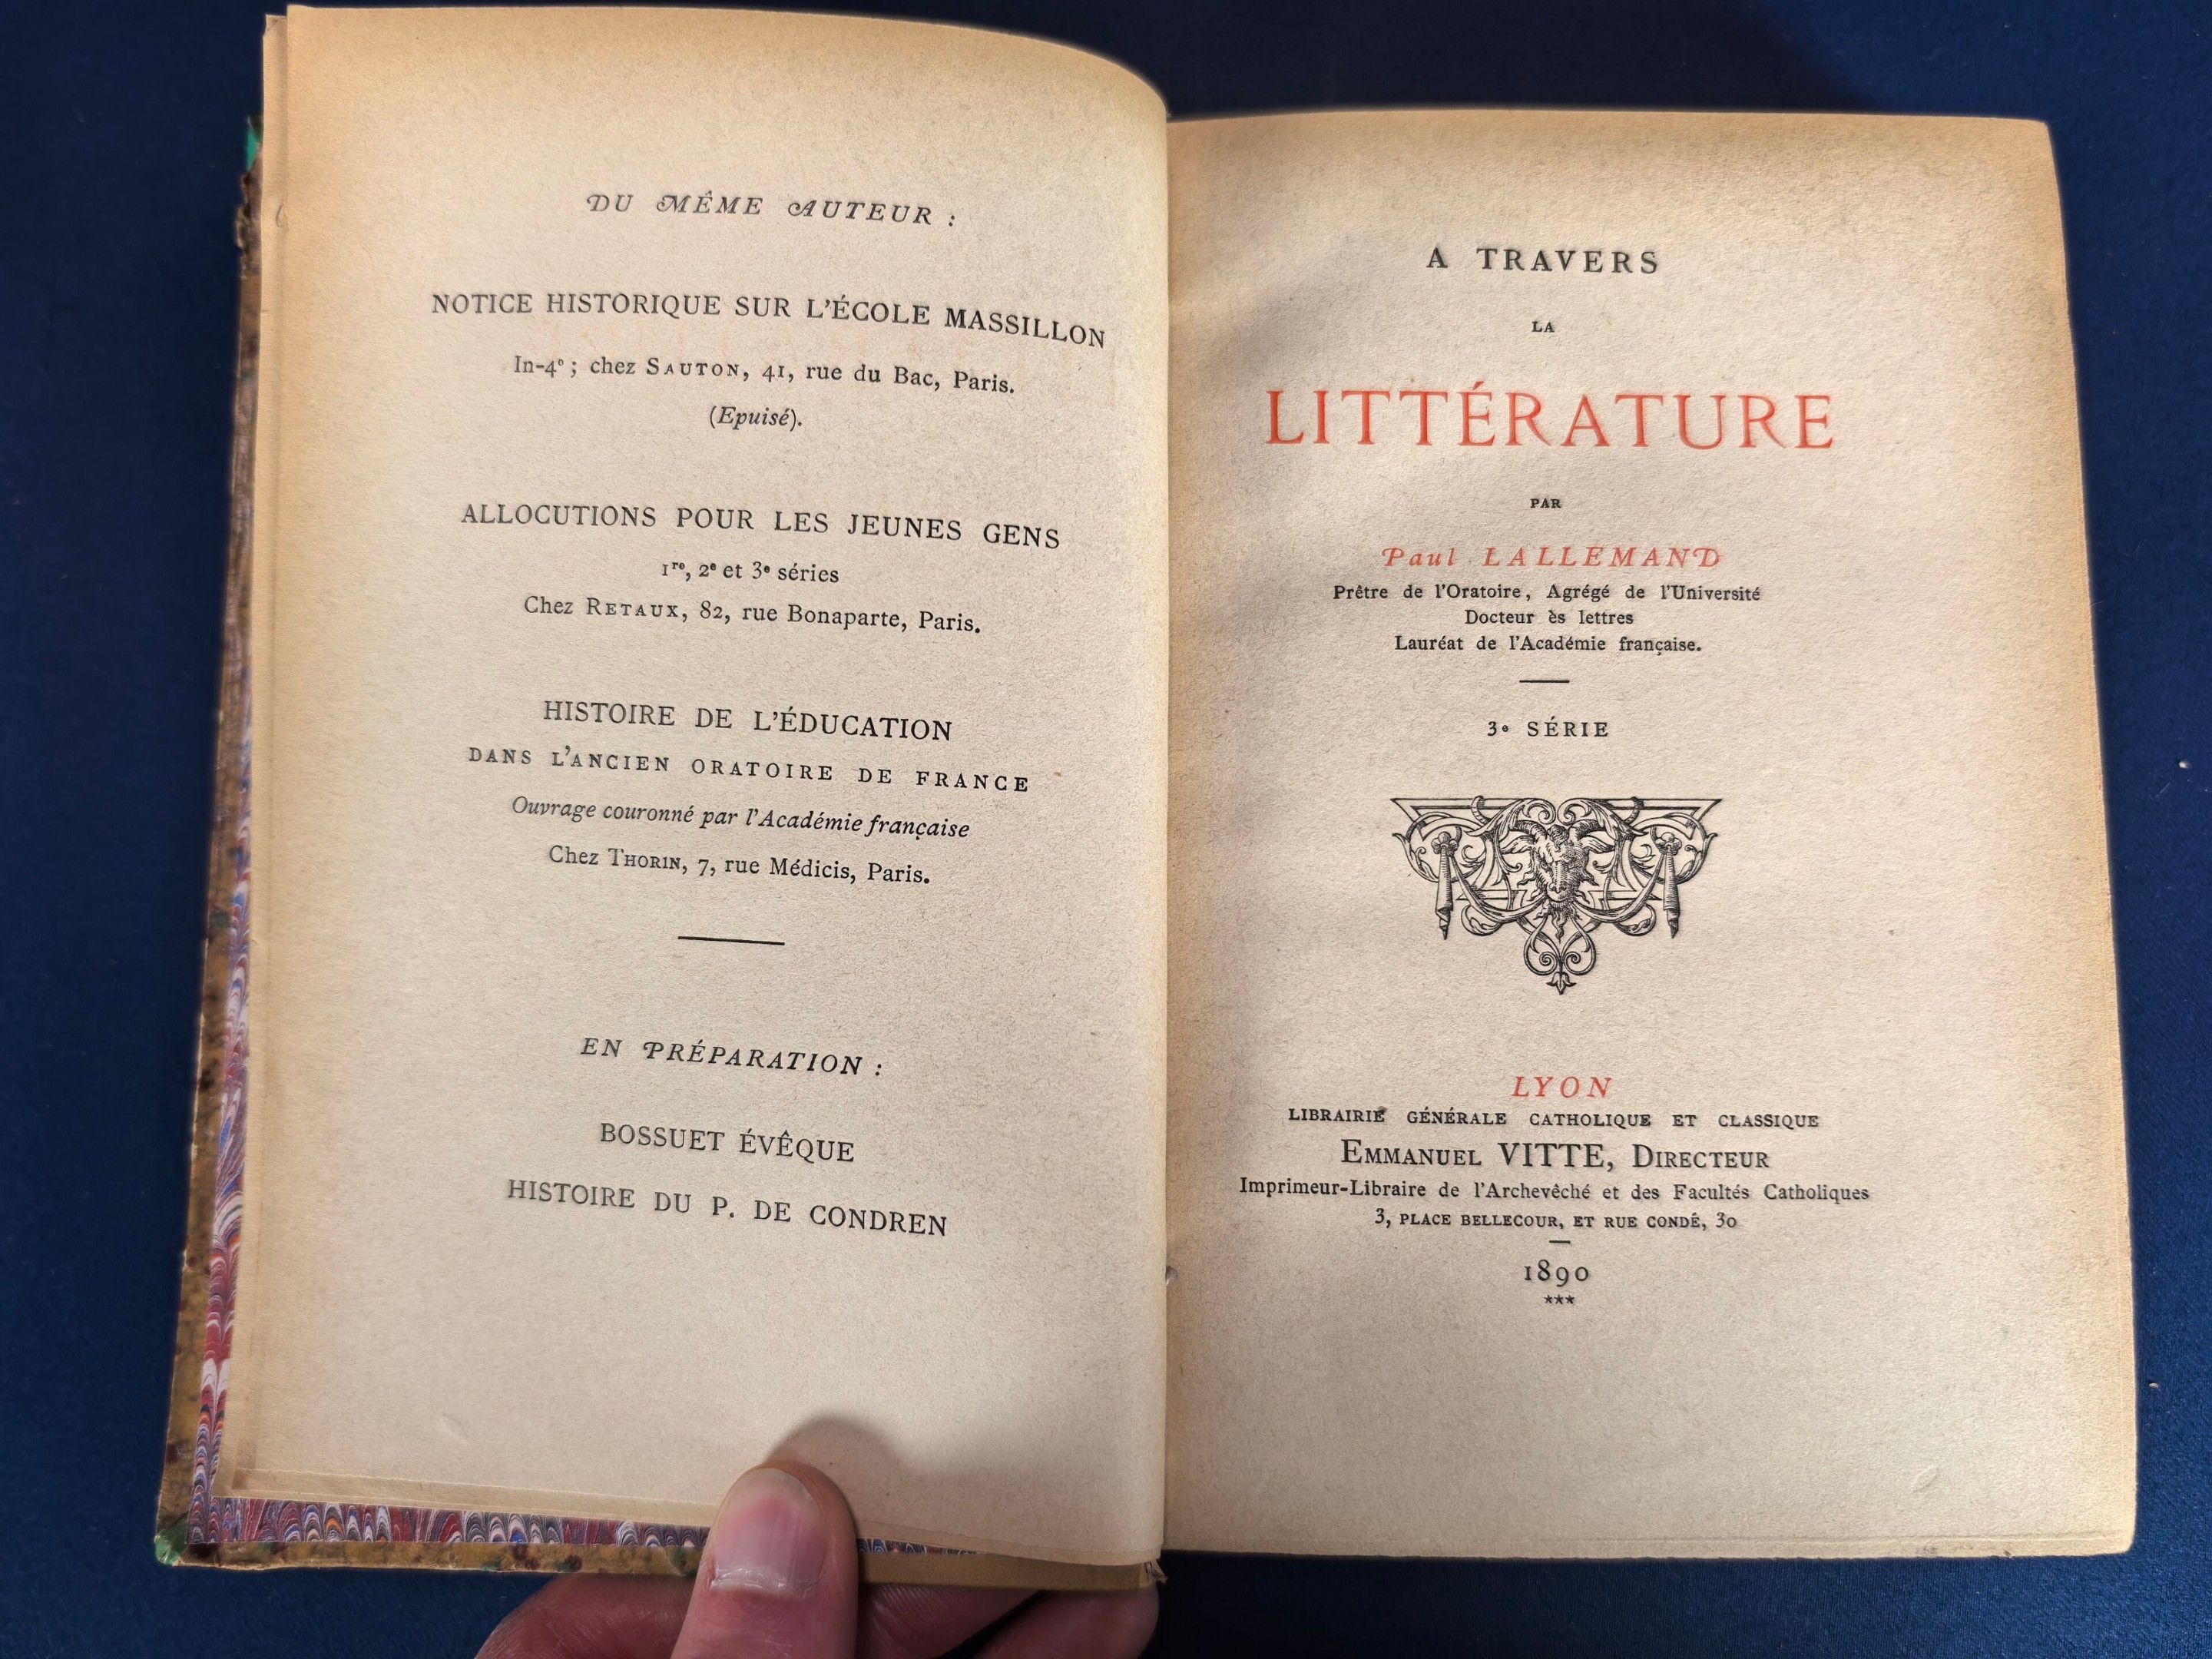 DU MÊME AUTEUR :
NOTICE HISTORIQUE SUR L'ÉCOLE MASSILLON
In-4º ; chez SAUTON, 41, rue du Bac, Paris.
(Epuisé).
ALLOCUTIONS POUR LES JEUNES GENS
1re, 2e et 3e séries
Chez RETAUX, 82, rue Bonaparte, Paris.
HISTOIRE DE L'ÉDUCATION
DANS L'ANCIEN ORATOIRE DE FRANCE
Ouvrage couronné par l'Académie française
Chez THORIN, 7, rue Médicis, Paris.
EN PRÉPARATION :
BOSSUET ÉVÊQUE
HISTOIRE DU P. DE CONDREN
A TRAVERS
LA
LITTÉRATURE
PAR
Paul LALLEMAND
Prêtre de l'Oratoire, Agrégé de l'Université
Docteur ès lettres
Lauréat de l'Académie française.
3e SÉRIE
LYON
LIBRAIRIE GÉNÉRALE CATHOLIQUE ET CLASSIQUE
EMMANUEL VITTE, DIRECTEUR
Imprimeur-Libraire de l'Archevêché et des Facultés Catholiques
3, PLACE BELLECOUR, ET RUE CONDÉ, 30
1890
***